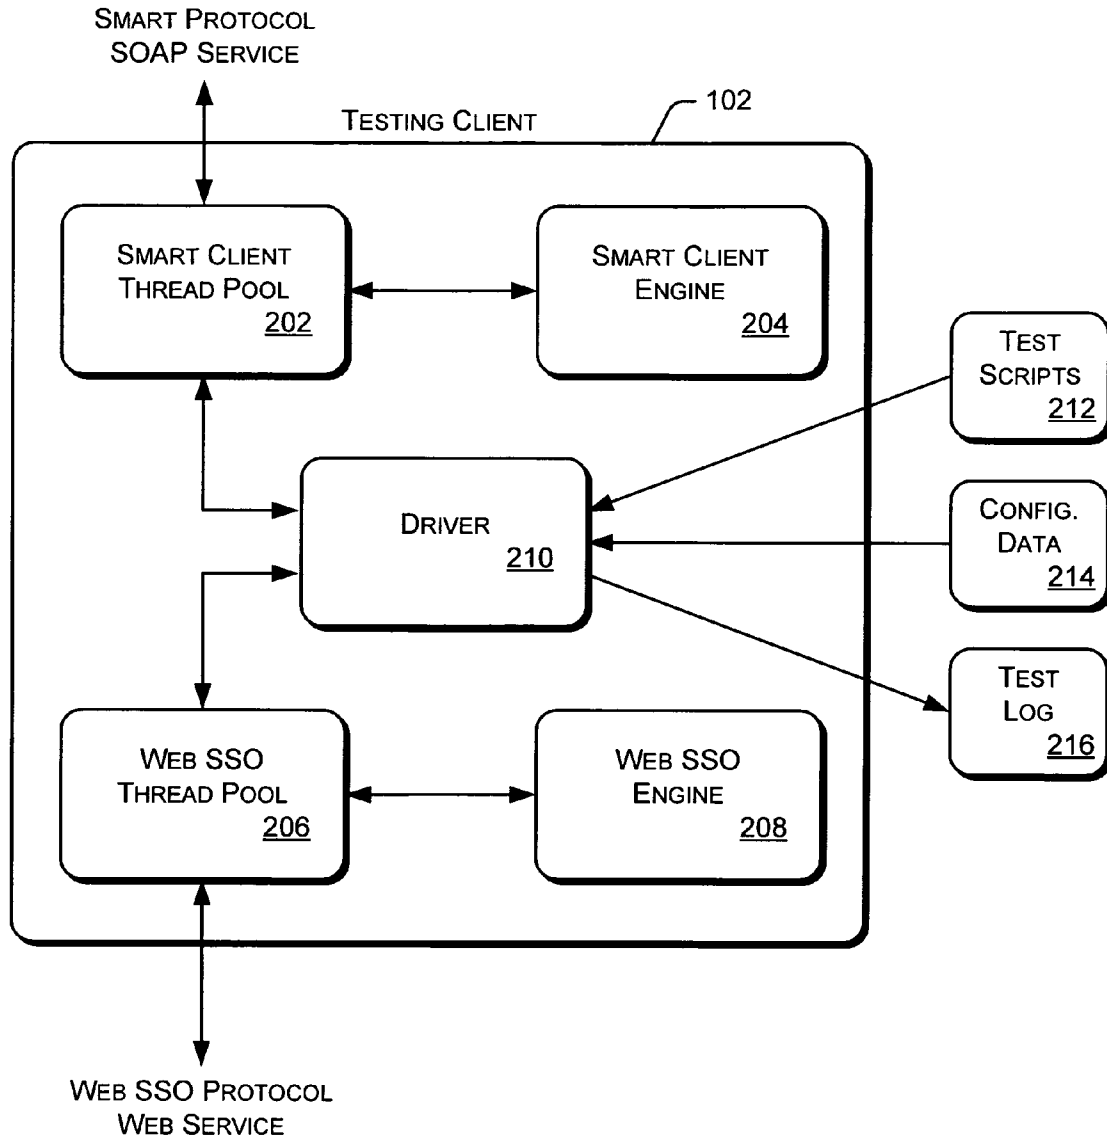 SMART PROTOCOL
SOAP SERVICE
TESTING CLIENT
102
SMART CLIENT
THREAD POOL
202
SMART CLIENT
ENGINE
204
TEST
SCRIPTS
212
DRIVER
210
CONFIG.
DATA
214
TEST
LOG
216
WEB SSO
THREAD POOL
206
WEB SSO
ENGINE
208
WEB SSO PROTOCOL
WEB SERVICE